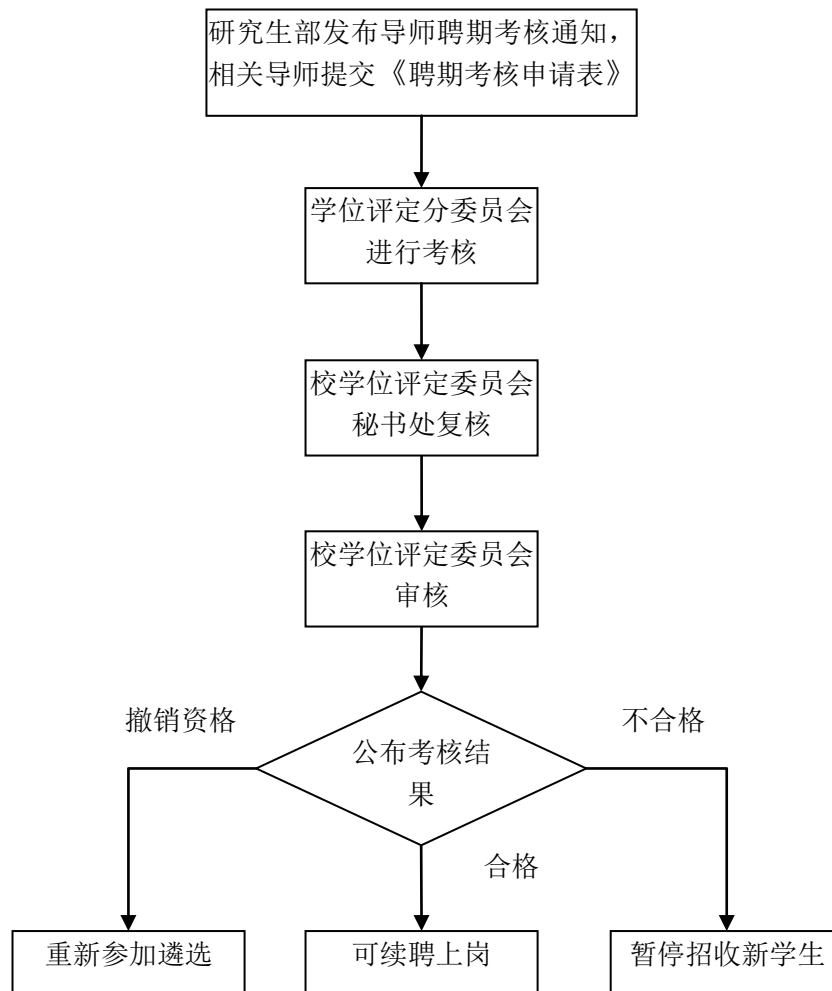 研究生部发布导师聘期考核通知，
相关导师提交《聘期考核申请表》
学位评定分委员会
进行考核
校学位评定委员会
秘书处复核
校学位评定委员会
审核
撤销资格
不合格
公布考核结
果
合格
重新参加遴选
可续聘上岗
暂停招收新学生